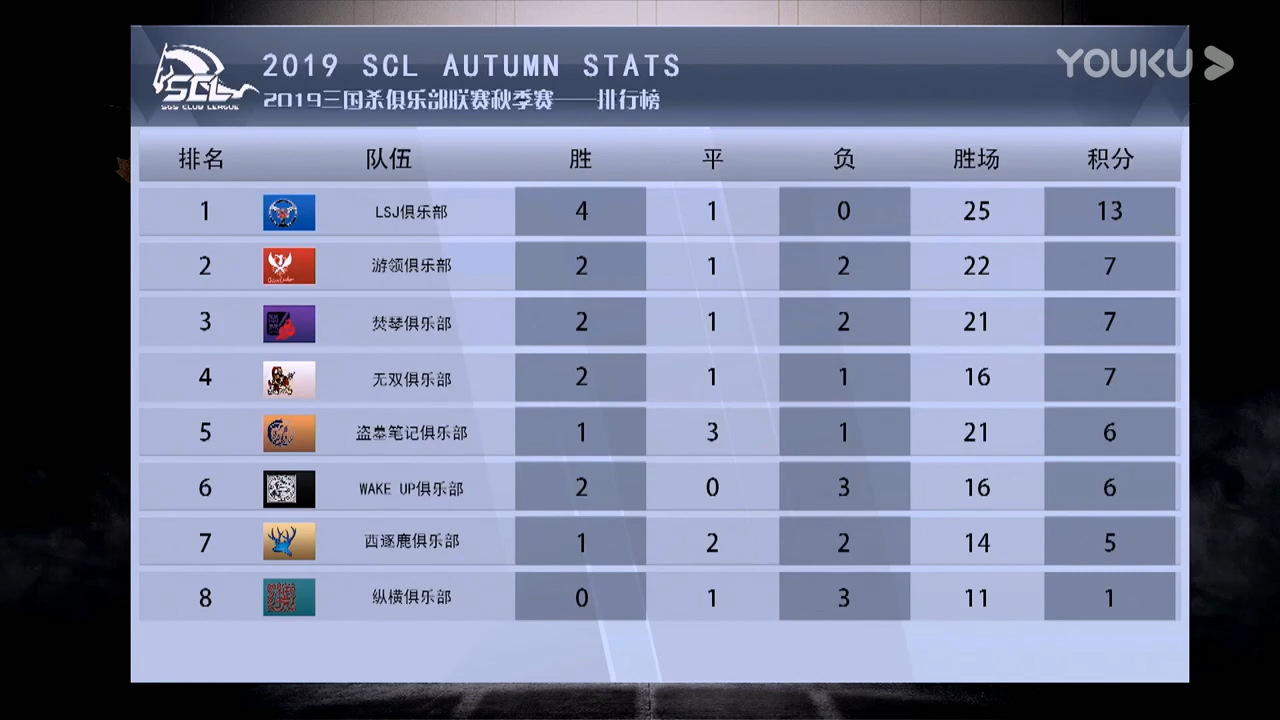 2019 SCL AUTUMN STATS
YOUKU
SCL
SGS CLUB LEAGUE
2019三国杀俱乐部联赛秋季赛——排行榜
排名 队伍 胜 平 负 胜场 积分
1 LSJ俱乐部 4 1 0 25 13
2 游领俱乐部 2 1 2 22 7
3 焚琴俱乐部 2 1 2 21 7
4 无双俱乐部 2 1 1 16 7
5 盗墓笔记俱乐部 1 3 1 21 6
6 WAKE UP俱乐部 2 0 3 16 6
7 西逐鹿俱乐部 1 2 2 14 5
8 纵横俱乐部 0 1 3 11 1